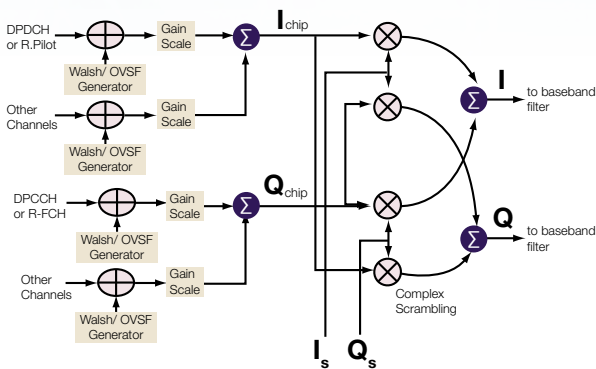 DPDCH
or R.Pilot
Gain
Scale
Σ
I chip
Walsh/ OVSF
Generator
Other
Channels
Gain
Scale
Walsh/ OVSF
Generator
I
Σ
to baseband
filter
DPCCH
or R-FCH
Gain
Scale
Σ
Q chip
Walsh/ OVSF
Generator
Q
Σ
to baseband
filter
Other
Channels
Gain
Scale
Walsh/ OVSF
Generator
Complex
Scrambling
Is Qs